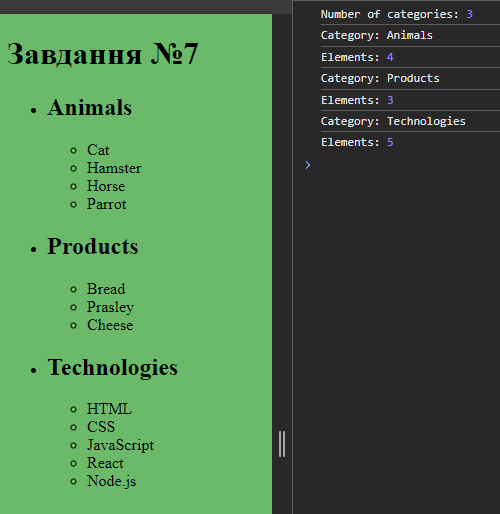 Завдання №7
Animals
Cat
Hamster
Horse
Parrot
Products
Bread
Prasley
Cheese
Technologies
HTML
CSS
JavaScript
React
Node.js
Number of categories: 3
Category: Animals
Elements: 4
Category: Products
Elements: 3
Category: Technologies
Elements: 5